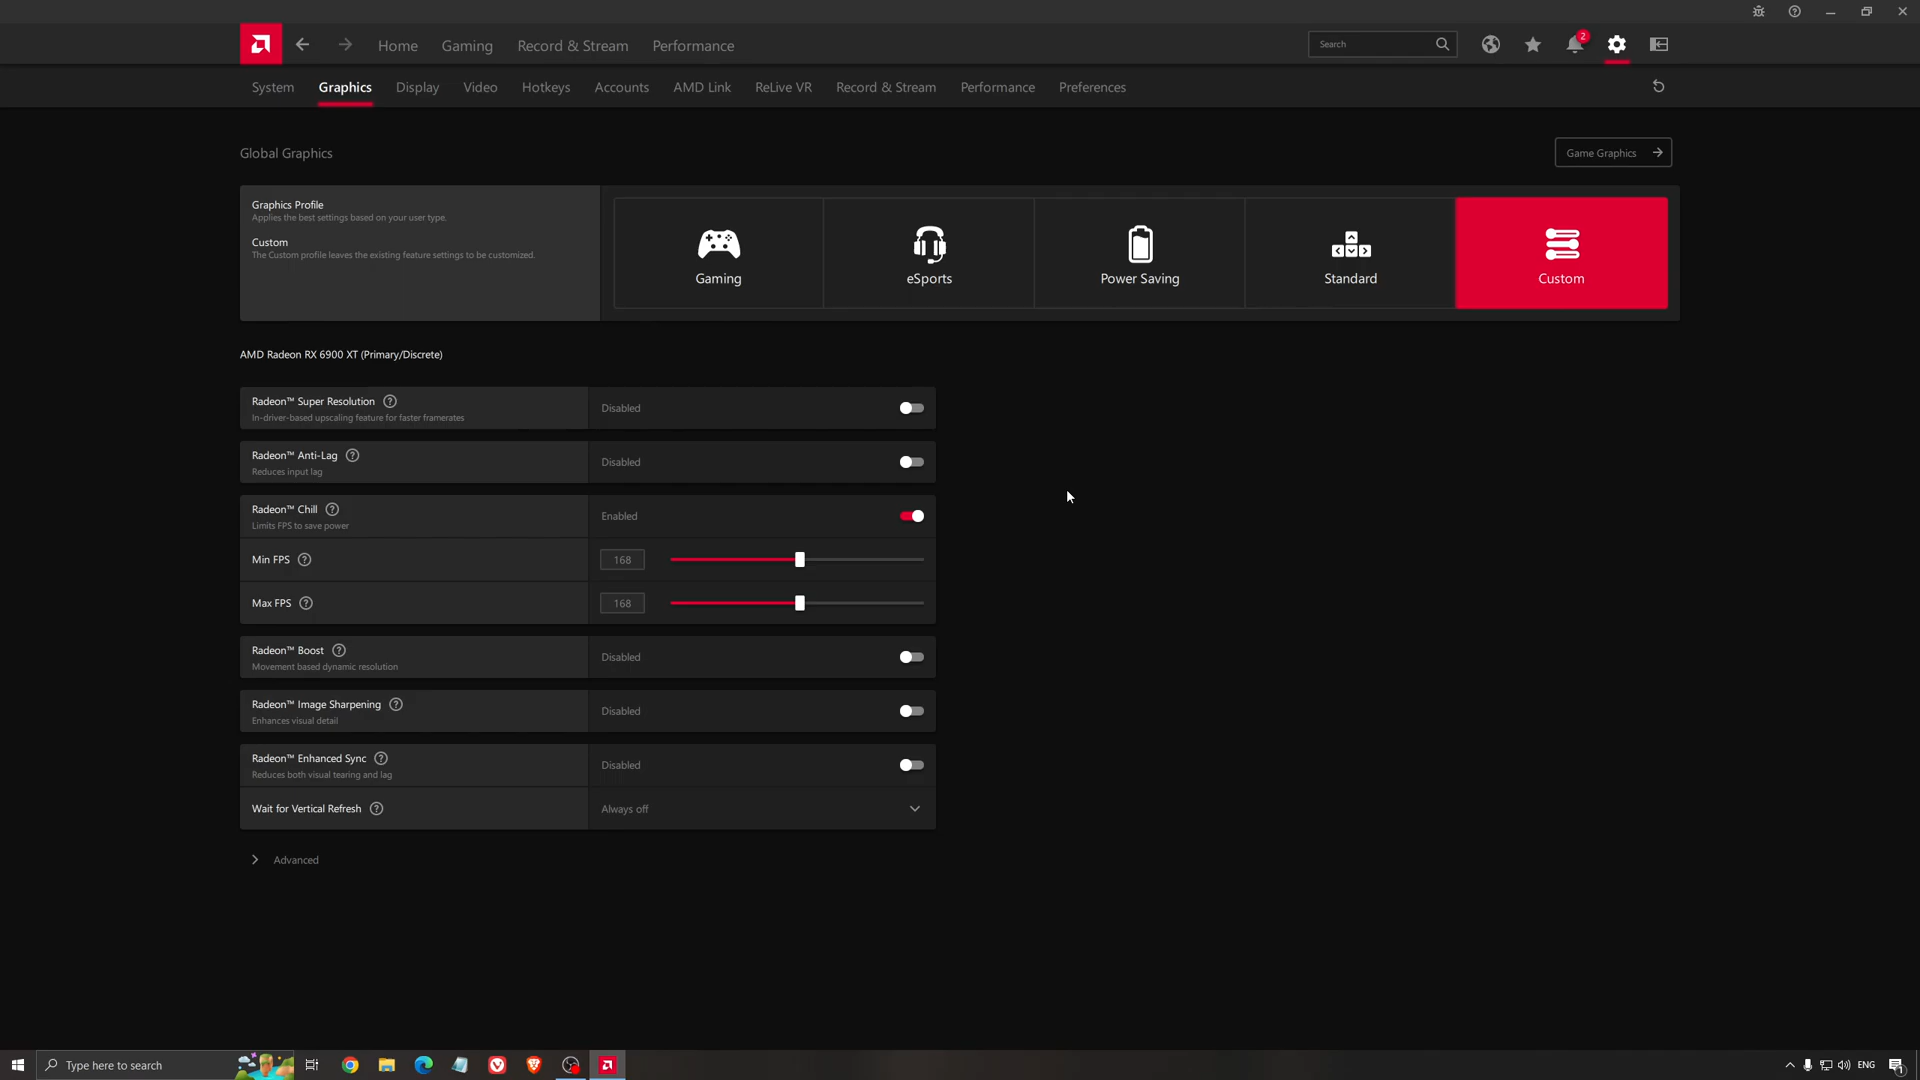 2
Home Gaming Record & Stream Performance Search
System Graphics Display Video Hotkeys Accounts AMD Link ReLive VR Record & Stream Performance Preferences
Global Graphics
Game Graphics
Graphics Profile
Applies the best settings based on your user type.
Custom
The Custom profile leaves the existing feature settings to be customized.
Gaming
eSports
Power Saving
Standard
Custom
AMD Radeon RX 6900 XT (Primary/Discrete)
Radeon™ Super Resolution
In-driver-based upscaling feature for faster framerates
Disabled
Radeon™ Anti-Lag
Reduces input lag
Disabled
Radeon™ Chill
Limits FPS to save power
Enabled
Min FPS 168
Max FPS 168
Radeon™ Boost
Movement based dynamic resolution
Disabled
Radeon™ Image Sharpening
Enhances visual detail
Disabled
Radeon™ Enhanced Sync
Reduces both visual tearing and lag
Disabled
Wait for Vertical Refresh Always off
Advanced
Type here to search
ENG
1